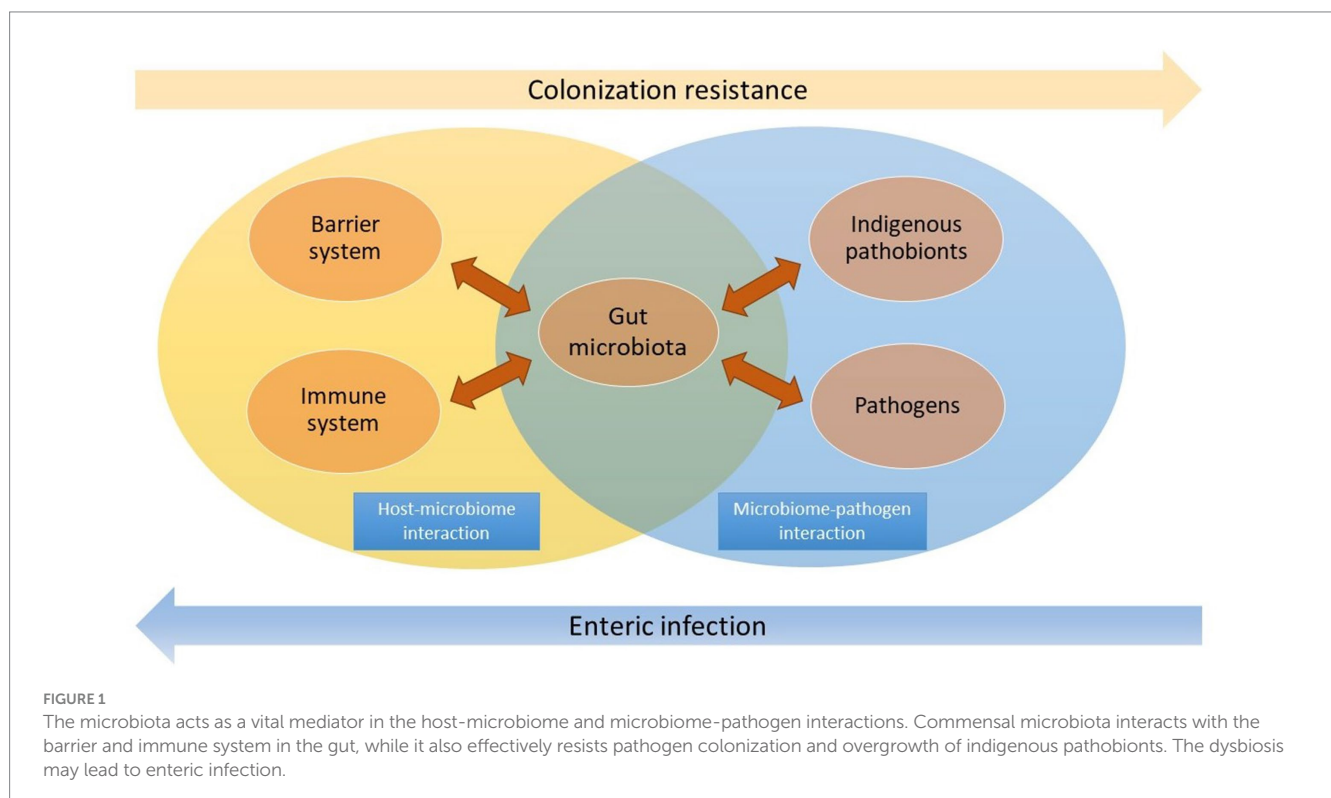 Colonization resistance
Barrier
system
Indigenous
pathobionts
Gut
microbiota
Immune
system
Pathogens
Host-microbiome
interaction
Microbiome-pathogen
interaction
Enteric infection
FIGURE 1
The microbiota acts as a vital mediator in the host-microbiome and microbiome-pathogen interactions. Commensal microbiota interacts with the
barrier and immune system in the gut, while it also effectively resists pathogen colonization and overgrowth of indigenous pathobionts. The dysbiosis
may lead to enteric infection.